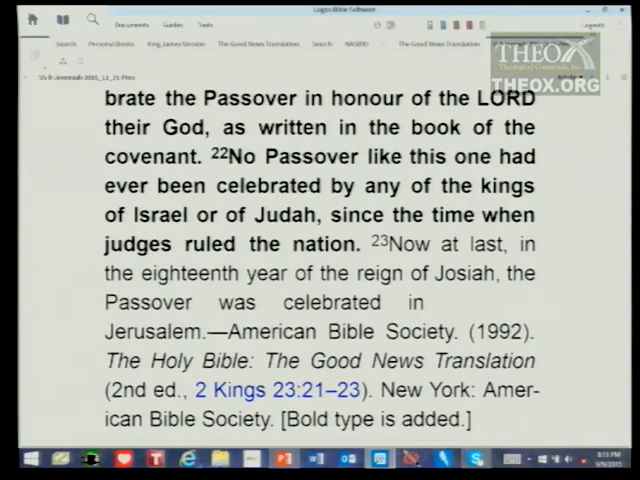 Logos Bible Software
Documents Guides Tools
Layouts
Search Personal Books King James Version The Good News Translation Search NASB95 The Good News Translation
THEOX
THEOX.ORG
brate the Passover in honour of the LORD
their God, as written in the book of the
covenant. 22No Passover like this one had
ever been celebrated by any of the kings
of Israel or of Judah, since the time when
judges ruled the nation. 23Now at last, in
the eighteenth year of the reign of Josiah, the
Passover was celebrated in
Jerusalem.—American Bible Society. (1992).
The Holy Bible: The Good News Translation
(2nd ed., 2 Kings 23:21–23). New York: Amer-
ican Bible Society. [Bold type is added.]
8:13 PM